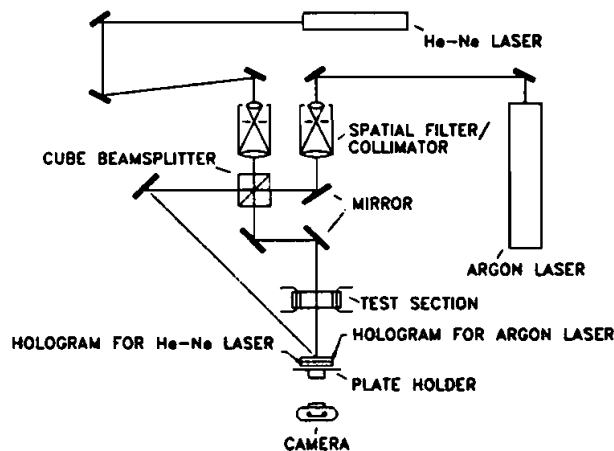 He-Ne LASER
SPATIAL FILTER/
COLLIMATOR
CUBE BEAMSPLITTER
MIRROR
ARGON LASER
TEST SECTION
HOLOGRAM FOR ARGON LASER
HOLOGRAM FOR He-Ne LASER
PLATE HOLDER
CAMERA